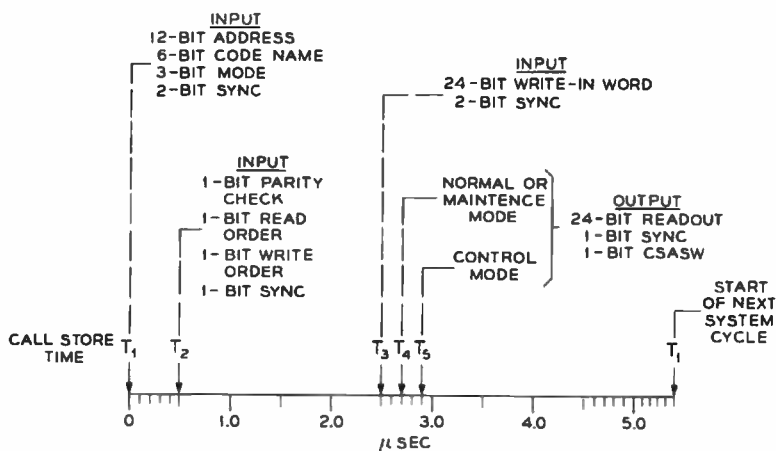 INPUT
12-BIT ADDRESS
6-BIT CODE NAME
3-BIT MODE
2-BIT SYNC
INPUT
24-BIT WRITE-IN WORD
2-BIT SYNC
INPUT
1-BIT PARITY
CHECK
1-BIT READ
ORDER
1-BIT WRITE
ORDER
1-BIT SYNC
NORMAL OR
MAINTENCE
MODE
CONTROL
MODE
OUTPUT
24-BIT READOUT
1-BIT SYNC
1-BIT CSASW
START
OF NEXT
SYSTEM
CYCLE
CALL STORE
TIME
T1 T2 T3 T4 T5 T1
0 1.0 2.0 3.0 4.0 5.0
μ SEC